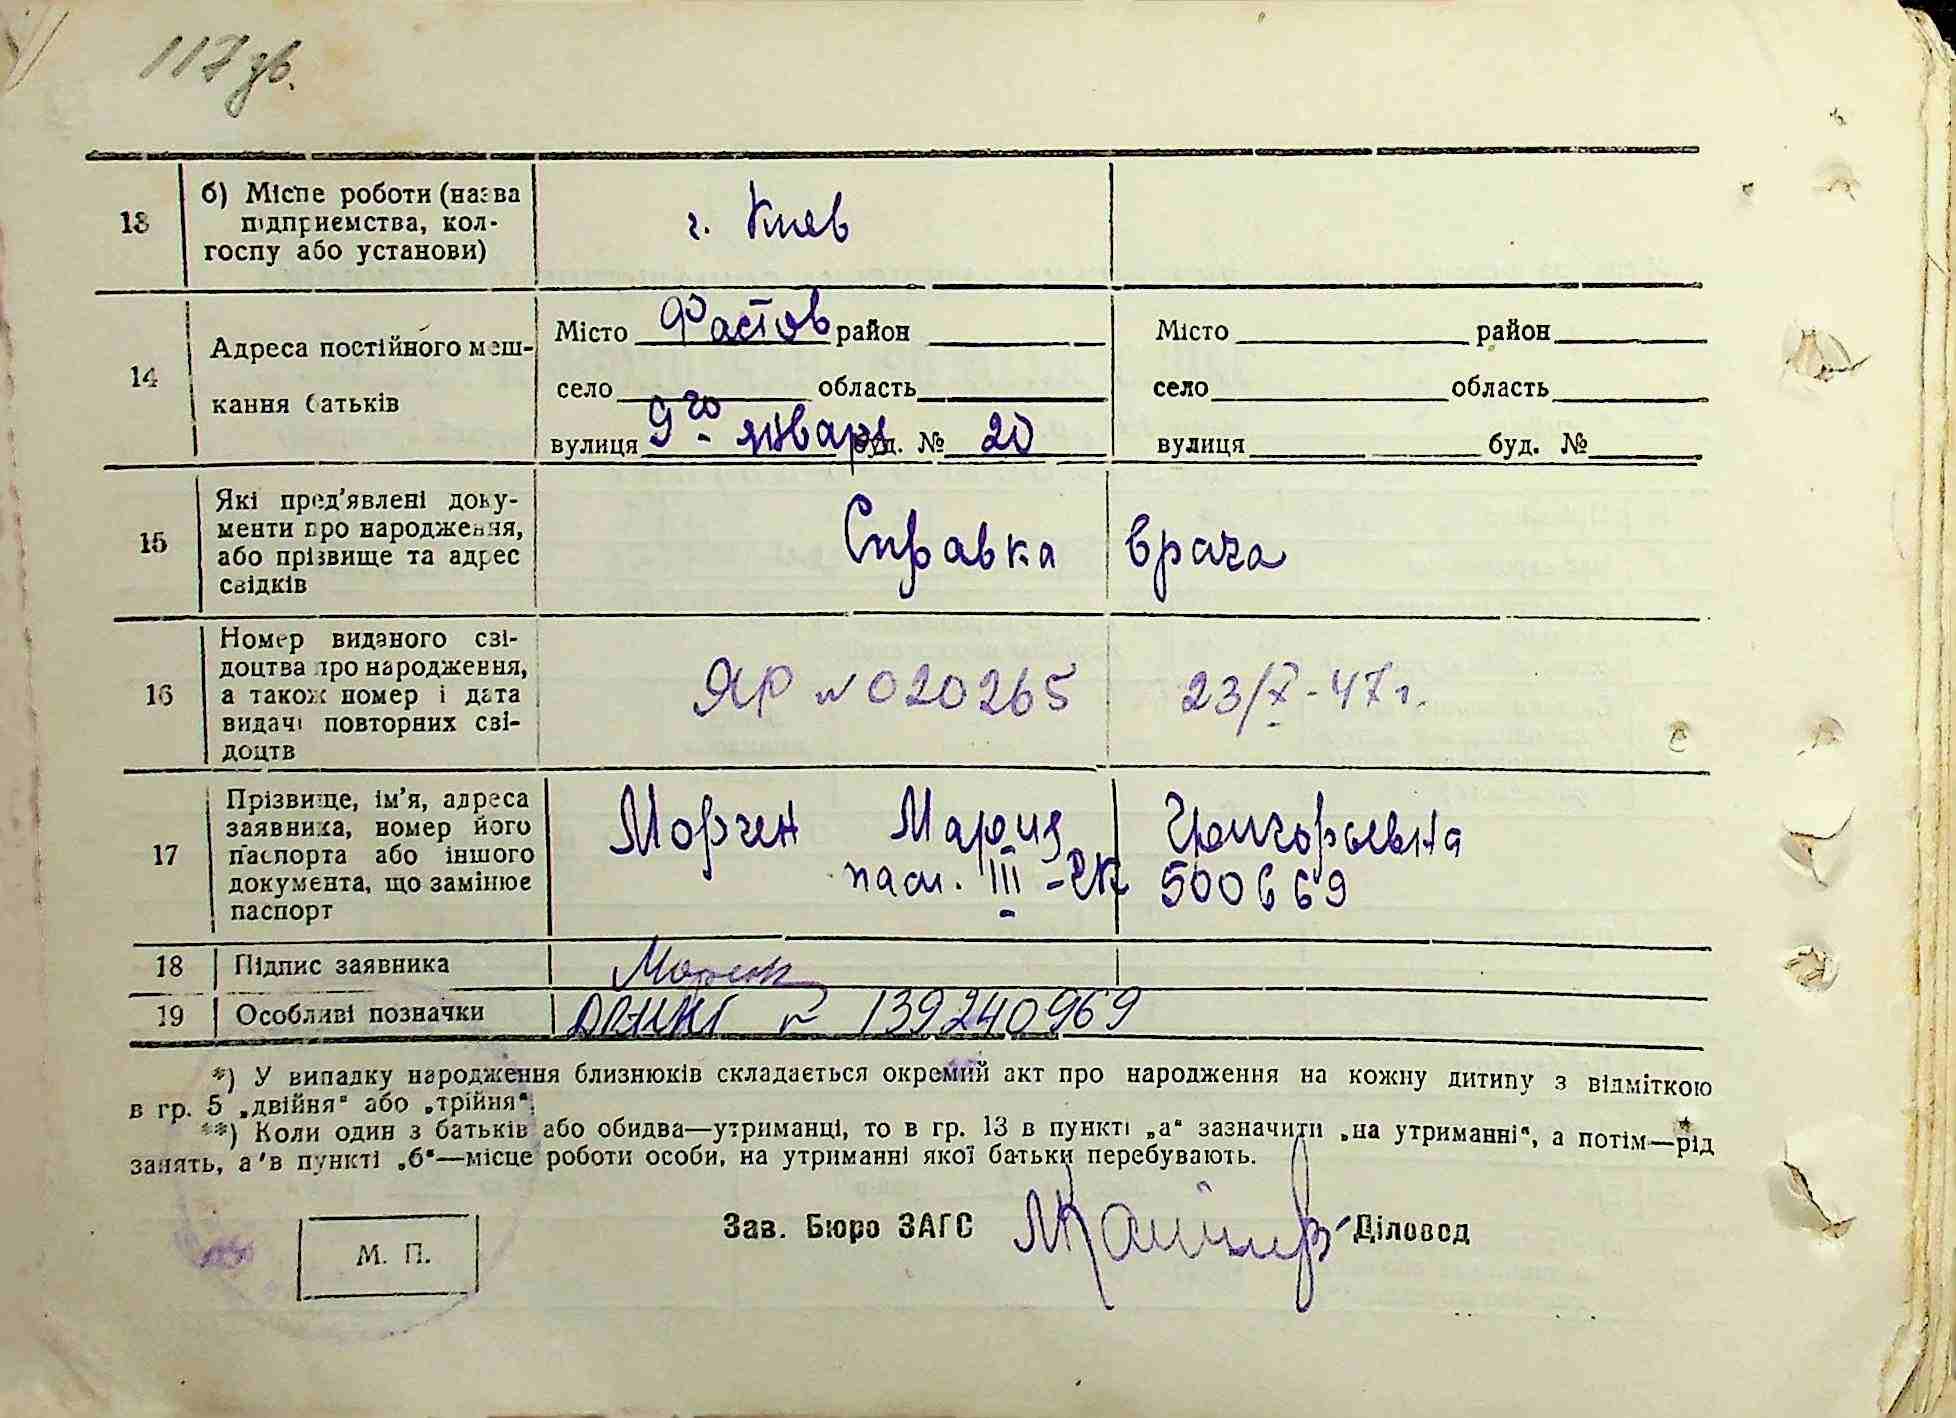 117 зв.
13
б) Місце роботи (назва
підприємства, кол-
госпу або установи)
г. Киев
14
Адреса постійного меш-
кання батьків
Місто Фастов район
село область
вулиця 9го января буд. № 20
Місто район
село область
вулиця буд. №
15
Які пред'явлені доку-
менти про народження,
або прізвище та адрес
свідків
Справка врача
16
Номер виданого сві-
доцтва про народження,
а також номер і дата
видачі повторних сві-
доцтв
ЯР № 020265 23/X-47г.
17
Прізвище, ім'я, адреса
заявника, номер його
паспорта або іншого
документа, що замінює
паспорт
Марія Григорьевна
пасп. III-ЕК 500669
18
Підпис заявника
19
Особливі позначки
№ 139240969
*) У випадку народження близнюків складається окремий акт про народження на кожну дитину з відміткою
в гр. 5 „двійня“ або „трійня“.
**) Коли один з батьків або обидва—утриманці, то в гр. 13 в пункті „а“ зазначити „на утриманні“, а потім—рід
занять, а в пункті „б“—місце роботи особи, на утриманні якої батьки перебувають.
Зав. Бюро ЗАГС Діловод
М. П.